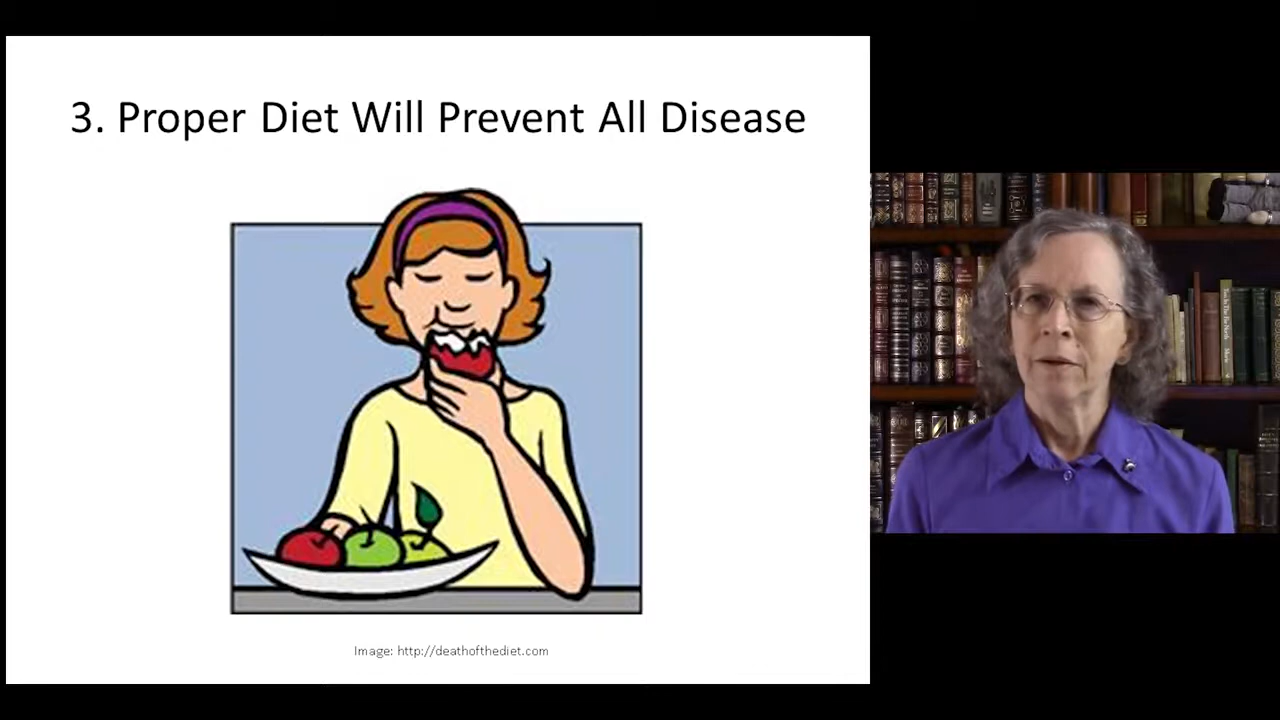 3. Proper Diet Will Prevent All Disease
Image: http://deathofthediet.com